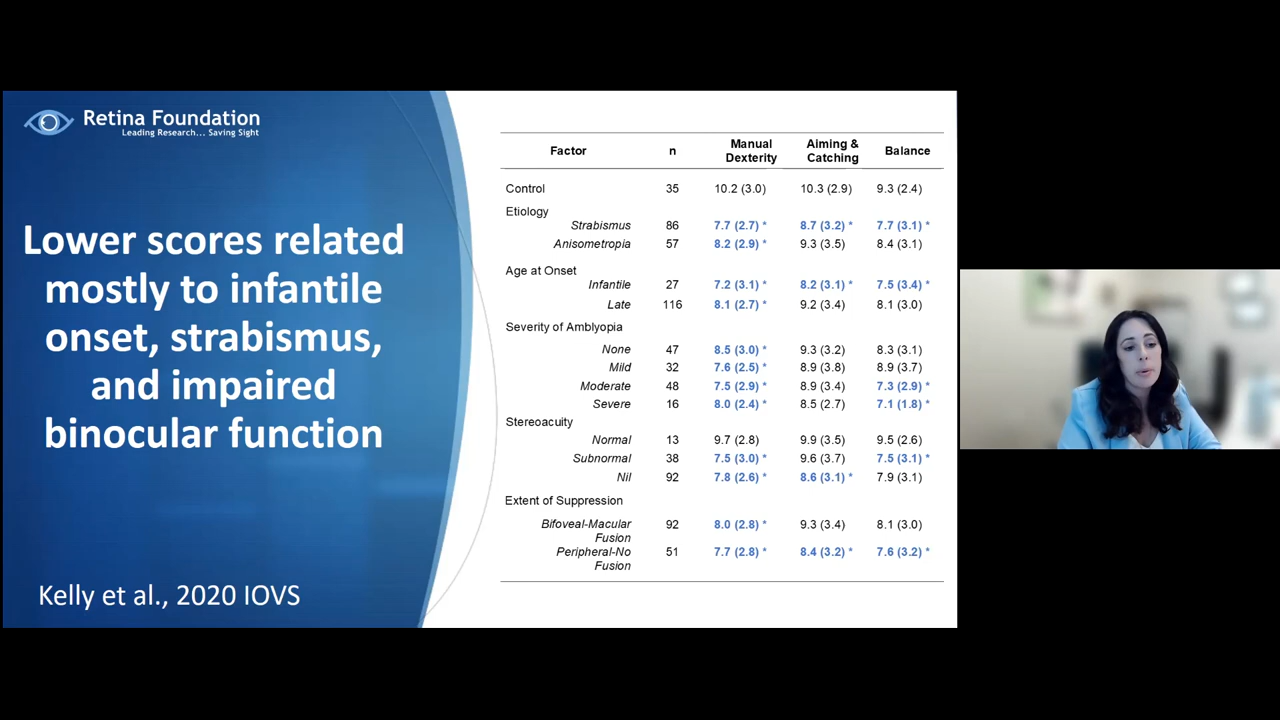 Retina Foundation
Leading Research... Saving Sight
Lower scores related
mostly to infantile
onset, strabismus,
and impaired
binocular function
Kelly et al., 2020 IOVS
Factor n Manual Dexterity Aiming & Catching Balance
Control 35 10.2 (3.0) 10.3 (2.9) 9.3 (2.4)
Etiology
Strabismus 86 7.7 (2.7) * 8.7 (3.2) * 7.7 (3.1) *
Anisometropia 57 8.2 (2.9) * 9.3 (3.5) 8.4 (3.1)
Age at Onset
Infantile 27 7.2 (3.1) * 8.2 (3.1) * 7.5 (3.4) *
Late 116 8.1 (2.7) * 9.2 (3.4) 8.1 (3.0)
Severity of Amblyopia
None 47 8.5 (3.0) * 9.3 (3.2) 8.3 (3.1)
Mild 32 7.6 (2.5) * 8.9 (3.8) 8.9 (3.7)
Moderate 48 7.5 (2.9) * 8.9 (3.4) 7.3 (2.9) *
Severe 16 8.0 (2.4) * 8.5 (2.7) 7.1 (1.8) *
Stereoacuity
Normal 13 9.7 (2.8) 9.9 (3.5) 9.5 (2.6)
Subnormal 38 7.5 (3.0) * 9.6 (3.7) 7.5 (3.1) *
Nil 92 7.8 (2.6) * 8.6 (3.1) * 7.9 (3.1)
Extent of Suppression
Bifoveal-Macular 92 8.0 (2.8) * 9.3 (3.4) 8.1 (3.0)
Fusion
Peripheral-No 51 7.7 (2.8) * 8.4 (3.2) * 7.6 (3.2) *
Fusion